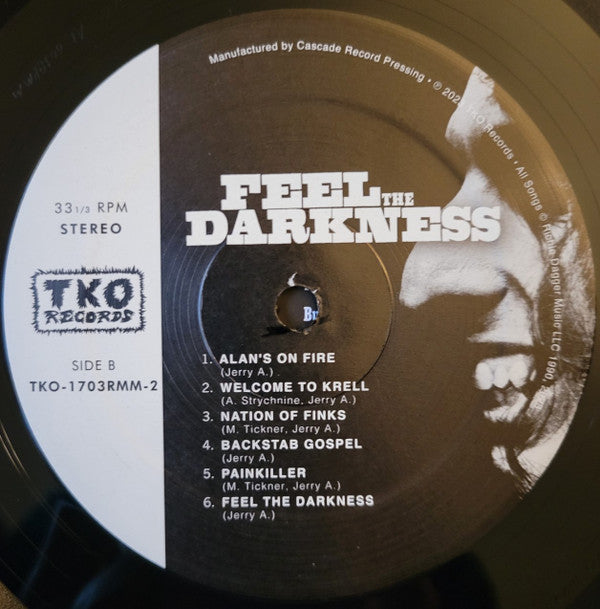 Manufactured by Cascade Record Pressing • ℗ TKO Records • All Songs © Dagger Music LLC 1990
FEEL THE
DARKNESS
33 1/3 RPM
STEREO
TKO
RECORDS
SIDE B
TKO-1703RMM-2
Br
1. ALAN'S ON FIRE
(Jerry A.)
2. WELCOME TO KRELL
(A. Strychnine, Jerry A.)
3. NATION OF FINKS
(M. Tickner, Jerry A.)
4. BACKSTAB GOSPEL
(Jerry A.)
5. PAINKILLER
(M. Tickner, Jerry A.)
6. FEEL THE DARKNESS
(Jerry A.)